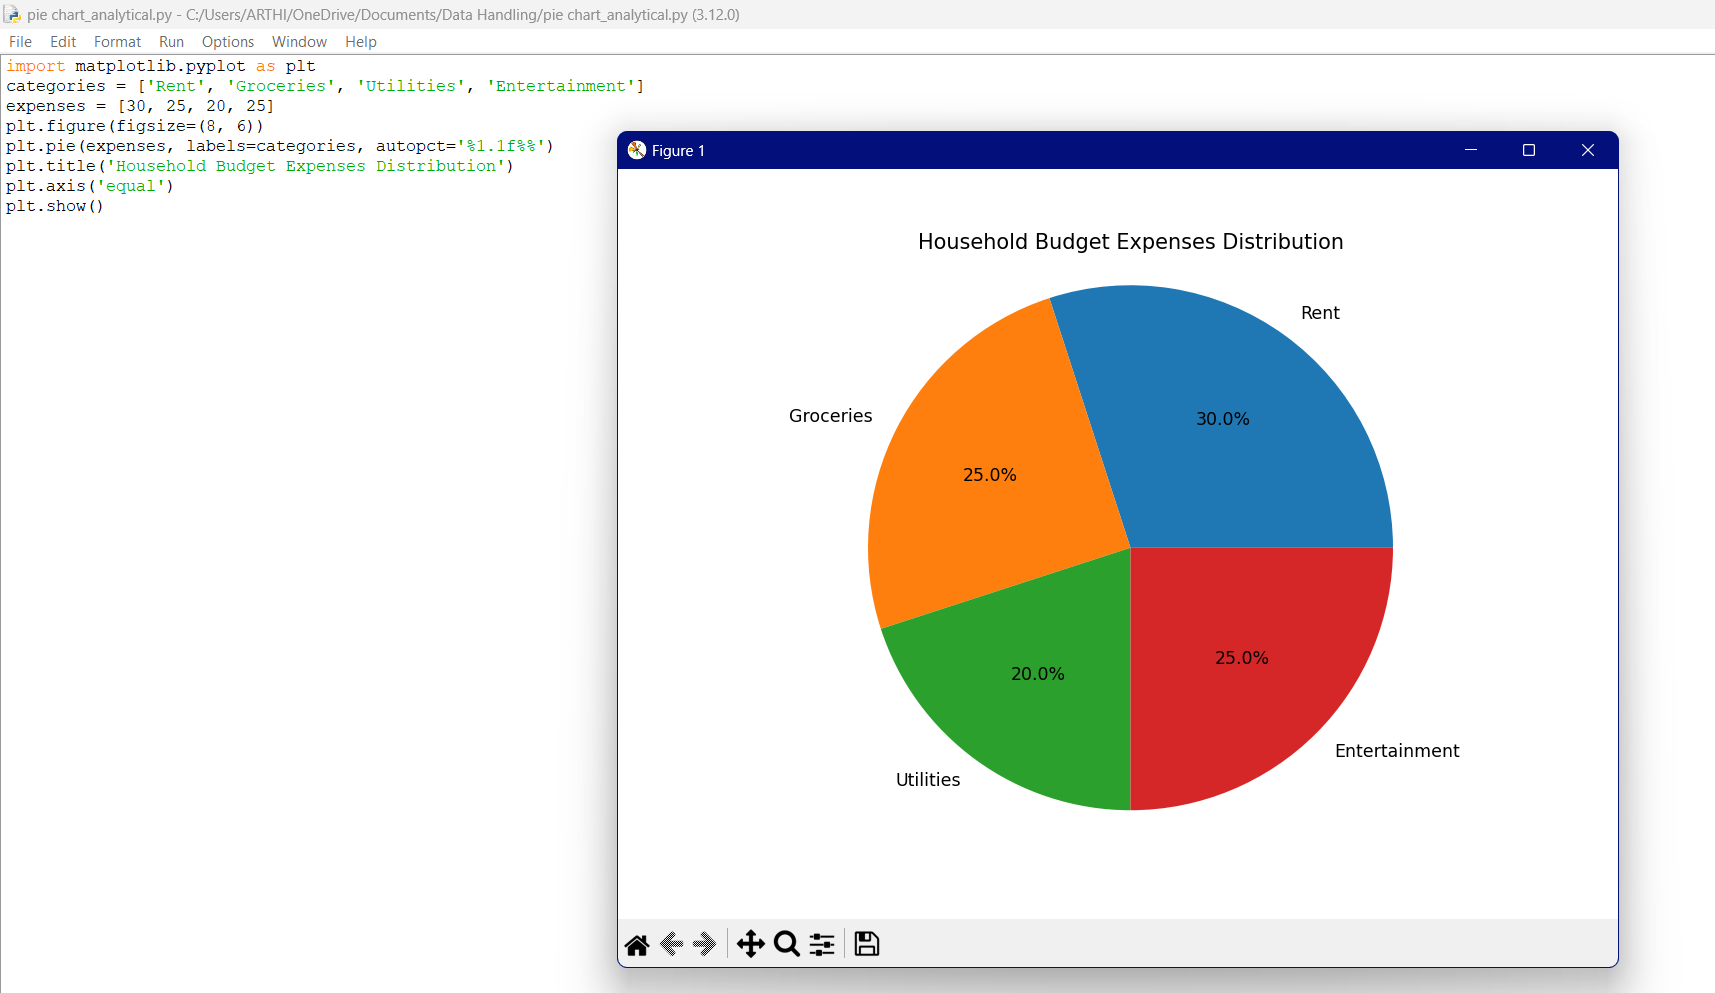 pie chart_analytical.py - C:/Users/ARTHI/OneDrive/Documents/Data Handling/pie chart_analytical.py (3.12.0)
File Edit Format Run Options Window Help
import matplotlib.pyplot as plt
categories = ['Rent', 'Groceries', 'Utilities', 'Entertainment']
expenses = [30, 25, 20, 25]
plt.figure(figsize=(8, 6))
plt.pie(expenses, labels=categories, autopct='%1.1f%%')
plt.title('Household Budget Expenses Distribution')
plt.axis('equal')
plt.show()
Figure 1
Household Budget Expenses Distribution
Rent
Groceries
30.0%
25.0%
20.0%
25.0%
Entertainment
Utilities